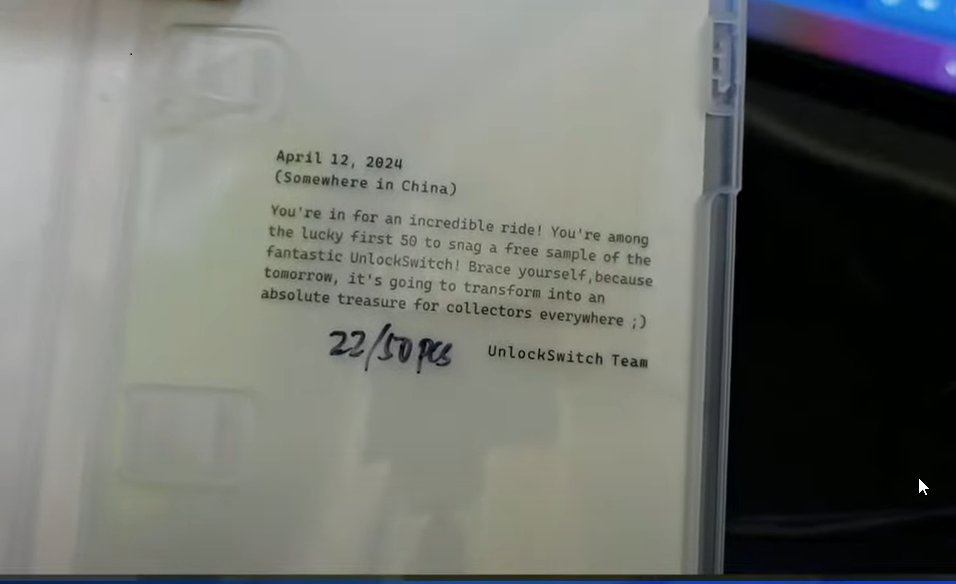 April 12, 2024
(Somewhere in China)
You're in for an incredible ride! You're among
the lucky first 50 to snag a free sample of the
fantastic UnlockSwitch! Brace yourself,because
tomorrow, it's going to transform into an
absolute treasure for collectors everywhere ;)
22/50 pcs
UnlockSwitch Team